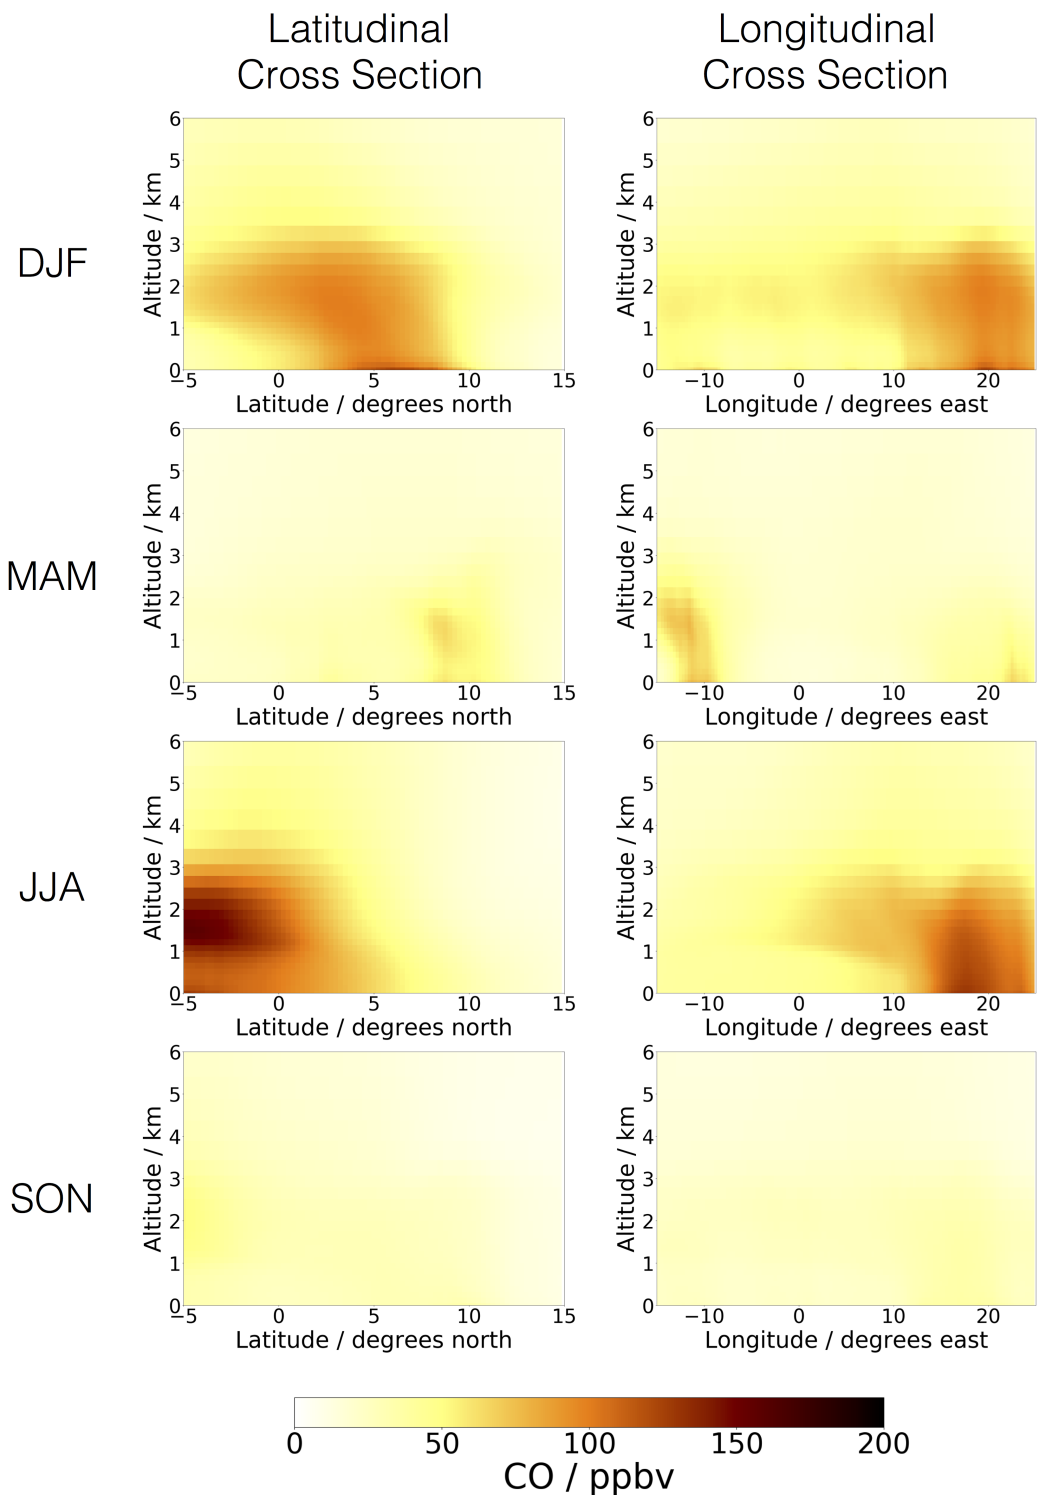 Latitudinal
Cross Section
Longitudinal
Cross Section
DJF
6
5
4
3
2
1
0
Altitude / km
−5 0 5 10 15
Latitude / degrees north
6
5
4
3
2
1
0
Altitude / km
−10 0 10 20
Longitude / degrees east
MAM
6
5
4
3
2
1
0
Altitude / km
−5 0 5 10 15
Latitude / degrees north
6
5
4
3
2
1
0
Altitude / km
−10 0 10 20
Longitude / degrees east
JJA
6
5
4
3
2
1
0
Altitude / km
−5 0 5 10 15
Latitude / degrees north
6
5
4
3
2
1
0
Altitude / km
−10 0 10 20
Longitude / degrees east
SON
6
5
4
3
2
1
0
Altitude / km
−5 0 5 10 15
Latitude / degrees north
6
5
4
3
2
1
0
Altitude / km
−10 0 10 20
Longitude / degrees east
0 50 100 150 200
CO / ppbv